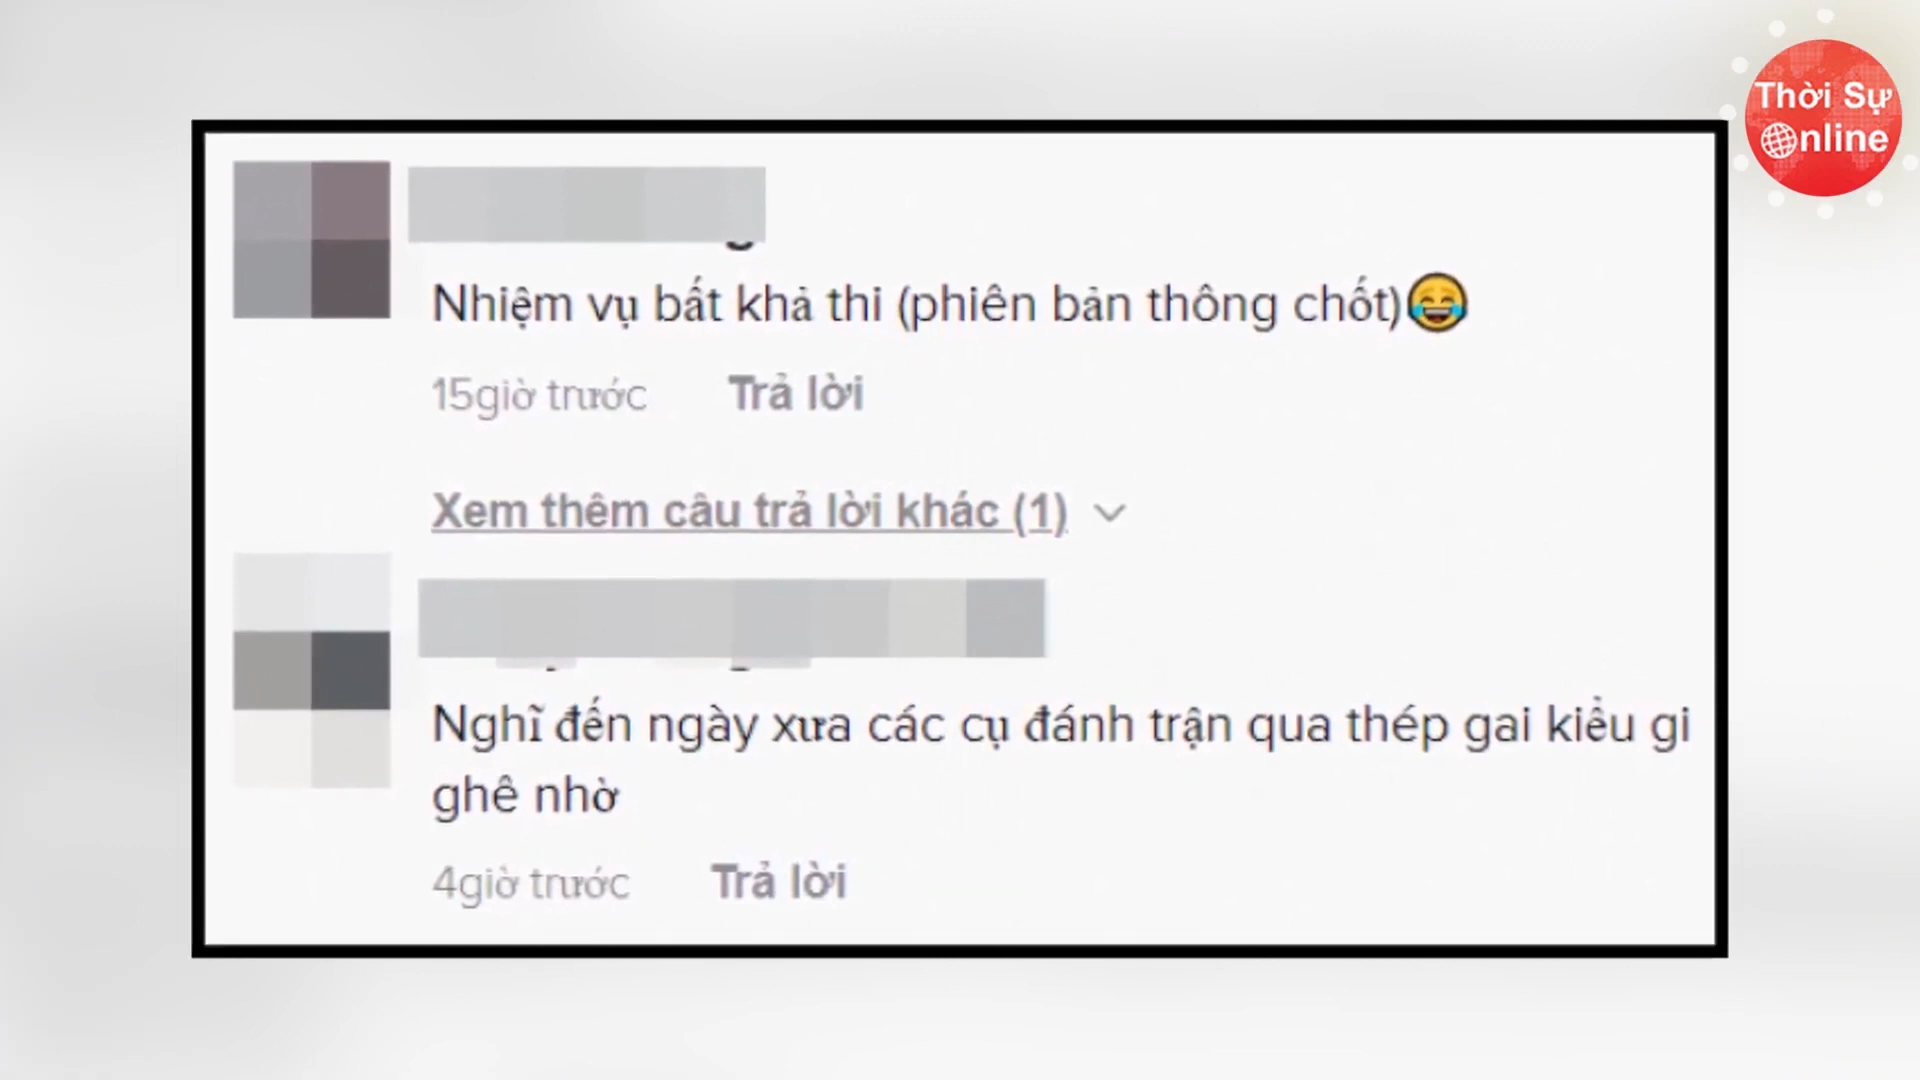 Thời Sự
Online
Nhiệm vụ bất khả thi (phiên bản thông chốt)😂
15giờ trước Trả lời
Xem thêm câu trả lời khác (1)
Nghĩ đến ngày xưa các cụ đánh trận qua thép gai kiểu gi
ghê nhờ
4giờ trước Trả lời